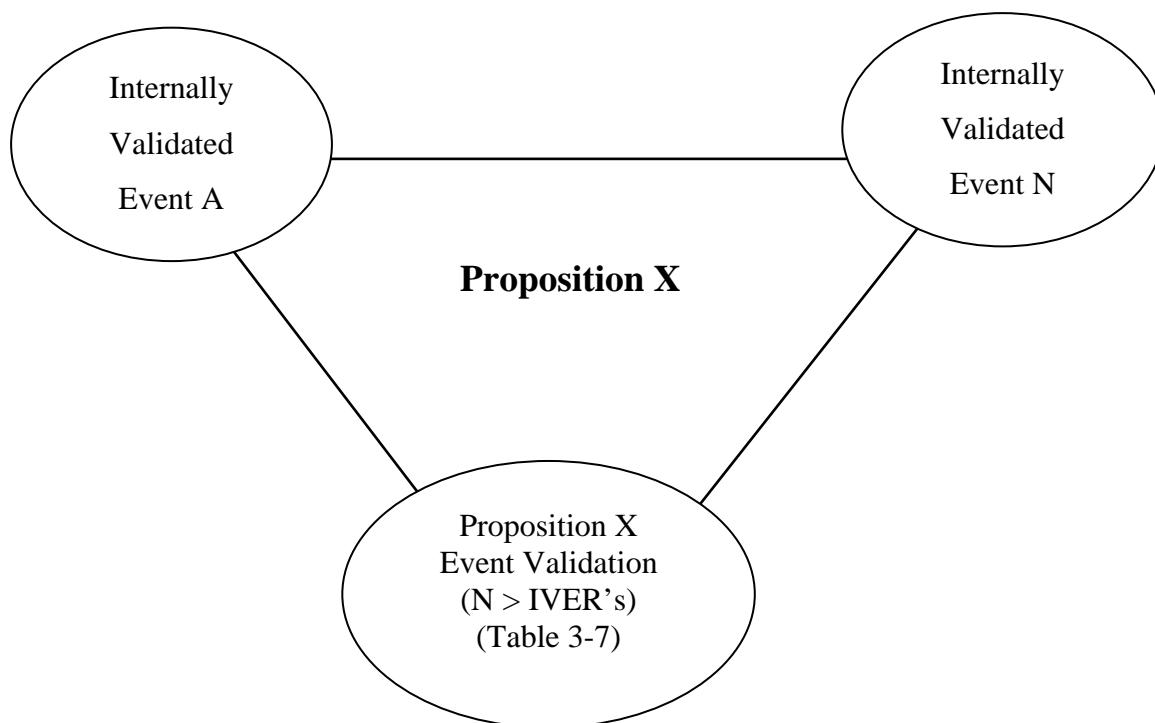 Internally
Validated
Event A
Internally
Validated
Event N
Proposition X
Proposition X
Event Validation
(N > IVER’s)
(Table 3-7)